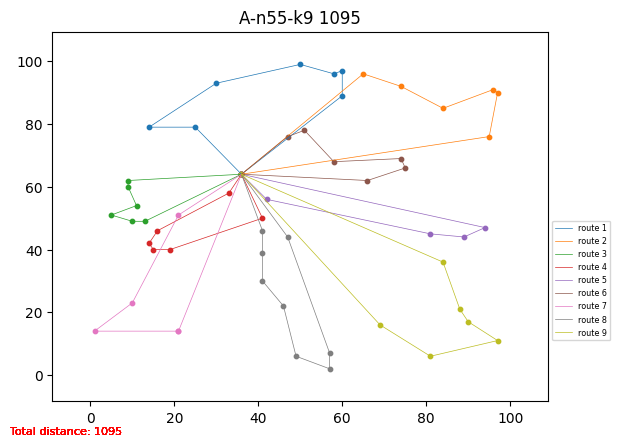 A-n55-k9 1095
100
80
60
40
20
0
0 20 40 60 80 100
route 1
route 2
route 3
route 4
route 5
route 6
route 7
route 8
route 9
Total distance: 1095